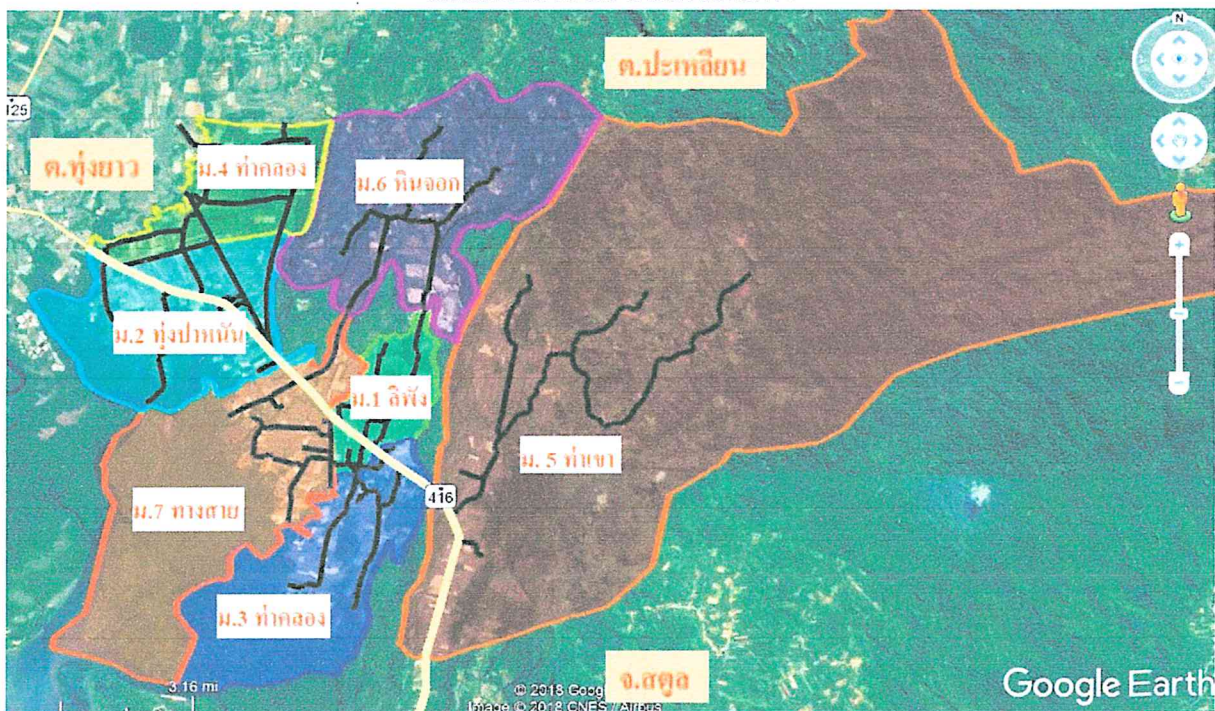 N
ต.ปะเหลียน
125
ต.ทุ่งยาว
ม.4 ท่าคลอง
ม.6 หินจอก
ม.2 ทุ่งปาหนัน
ม.1 ลิพัง
ม. 5 ท่าเขา
416
ม.7 ทางสาย
ม.3 ท่าคลอง
จ.สตูล
3.16 mi
© 2018 Goog
Image © 2018 CNES / Airbus
Google Earth